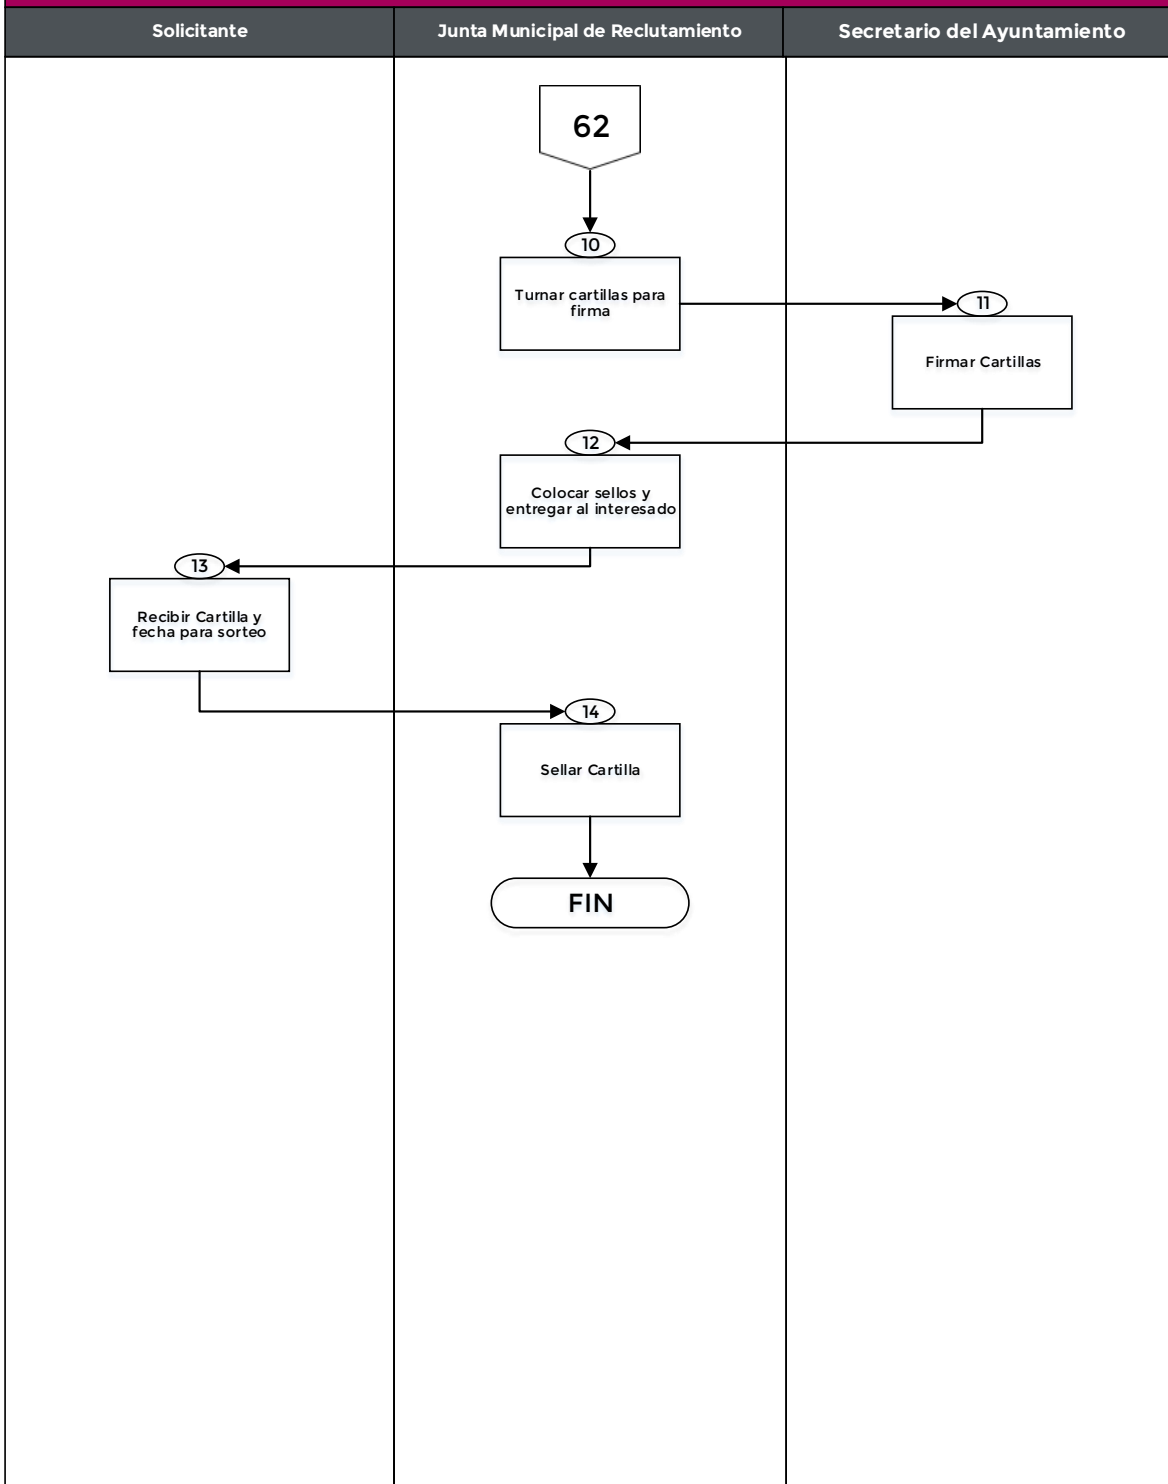 Solicitante
Junta Municipal de Reclutamiento
Secretario del Ayuntamiento
62
10
Turnar cartillas para
firma
11
Firmar Cartillas
12
Colocar sellos y
entregar al interesado
13
Recibir Cartilla y
fecha para sorteo
14
Sellar Cartilla
FIN